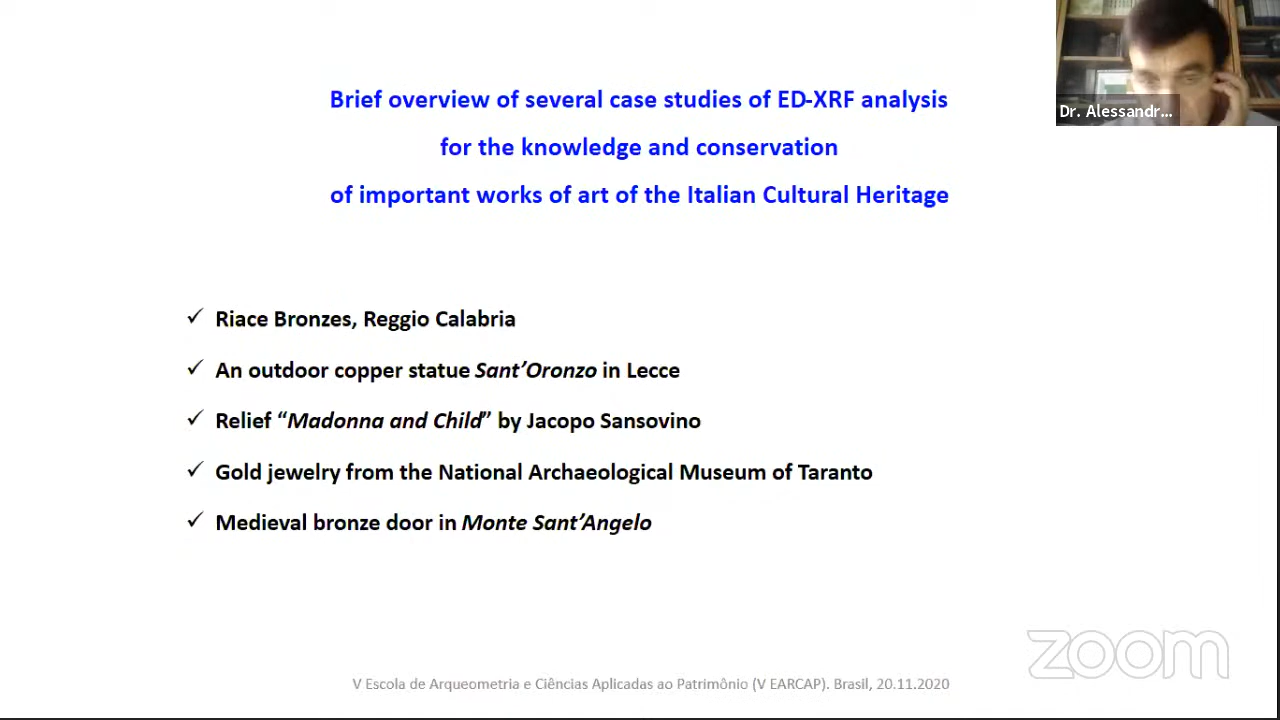 Brief overview of several case studies of ED-XRF analysis
for the knowledge and conservation
of important works of art of the Italian Cultural Heritage
Dr. Alessandr...
✓ Riace Bronzes, Reggio Calabria
✓ An outdoor copper statue Sant’Oronzo in Lecce
✓ Relief “Madonna and Child” by Jacopo Sansovino
✓ Gold jewelry from the National Archaeological Museum of Taranto
✓ Medieval bronze door in Monte Sant’Angelo
zoom
V Escola de Arqueometria e Ciências Aplicadas ao Patrimônio (V EARCAP). Brasil, 20.11.2020